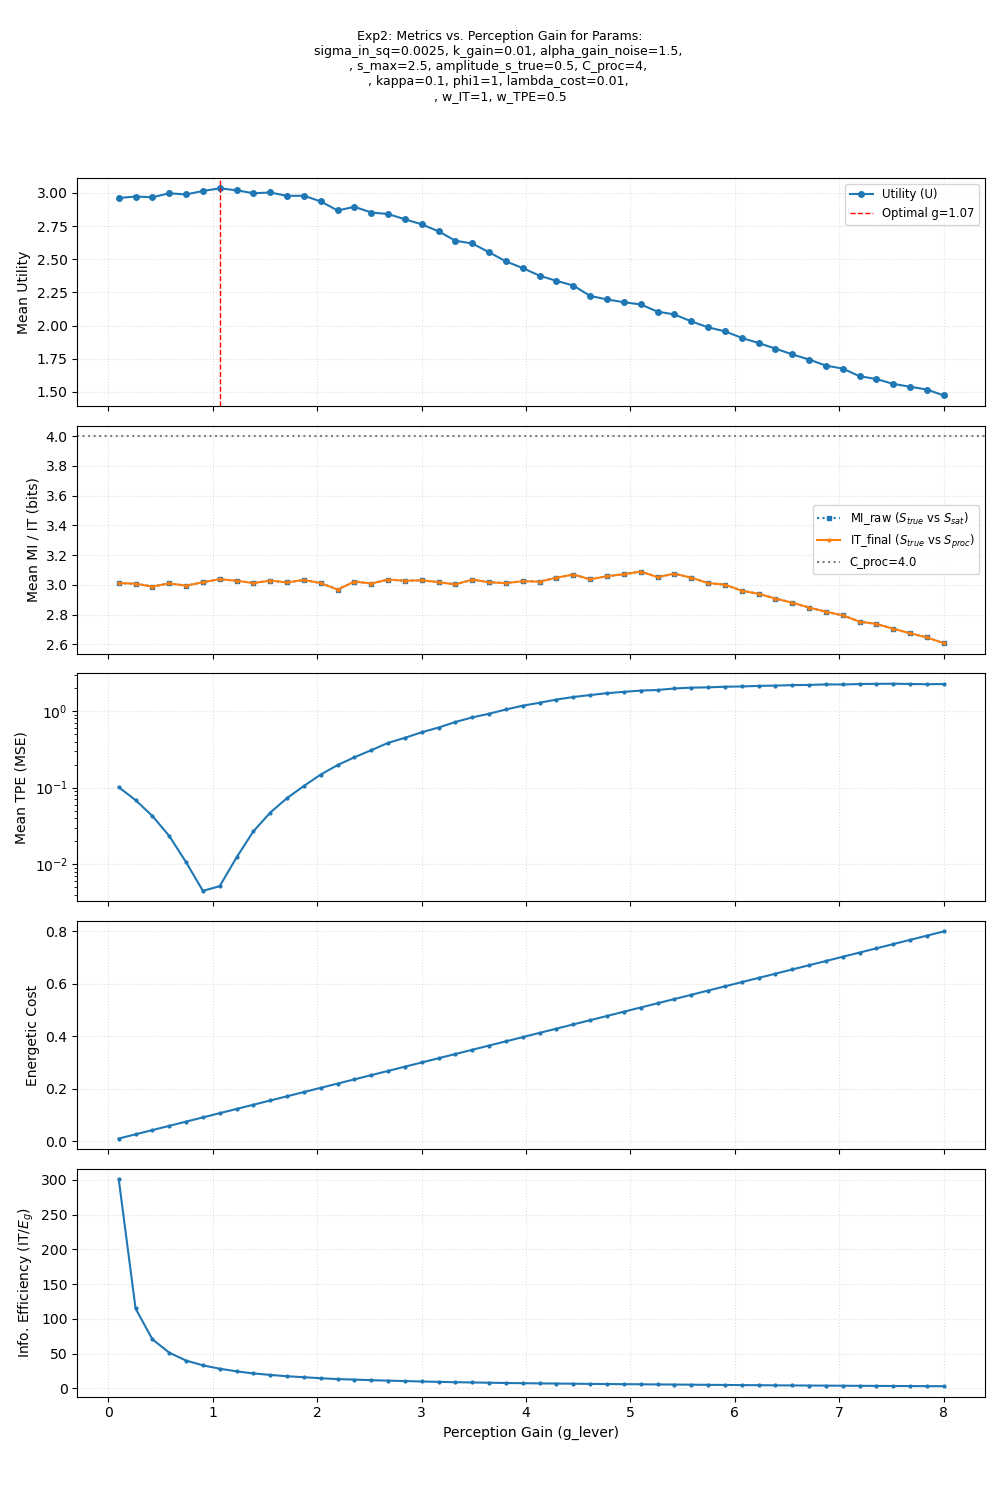 Exp2: Metrics vs. Perception Gain for Params:
sigma_in_sq=0.0025, k_gain=0.01, alpha_gain_noise=1.5,
, s_max=2.5, amplitude_s_true=0.5, C_proc=4,
, kappa=0.1, phi1=1, lambda_cost=0.01,
, w_IT=1, w_TPE=0.5
Mean Utility
3.00
2.75
2.50
2.25
2.00
1.75
1.50
Utility (U)
Optimal g=1.07
Mean MI / IT (bits)
4.0
3.8
3.6
3.4
3.2
3.0
2.8
2.6
MI_raw (S_true vs S_sat)
IT_final (S_true vs S_proc)
C_proc=4.0
Mean TPE (MSE)
10^0
10^-1
10^-2
Energetic Cost
0.8
0.6
0.4
0.2
0.0
Info. Efficiency (IT/E_g)
300
250
200
150
100
50
0
0 1 2 3 4 5 6 7 8
Perception Gain (g_lever)